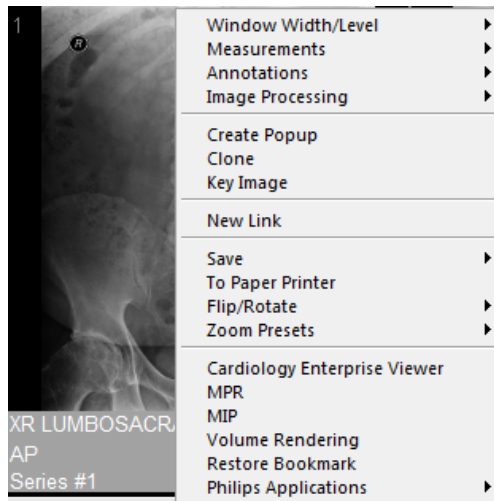 1
R
Window Width/Level
Measurements
Annotations
Image Processing
Create Popup
Clone
Key Image
New Link
Save
To Paper Printer
Flip/Rotate
Zoom Presets
Cardiology Enterprise Viewer
MPR
MIP
Volume Rendering
Restore Bookmark
Philips Applications
XR LUMBOSACRA
AP
Series #1